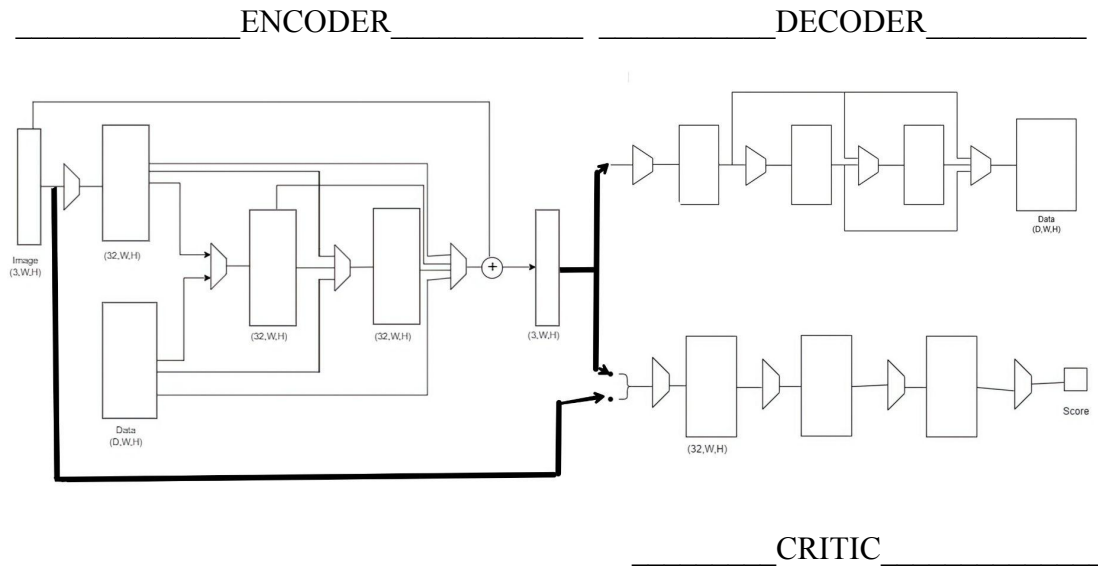 ENCODER
DECODER
Image
(3,W,H)
(32,W,H)
(32,W,H)
(32,W,H)
+
(3,W,H)
Data
(D,W,H)
Data
(D,W,H)
(32,W,H)
Score
CRITIC